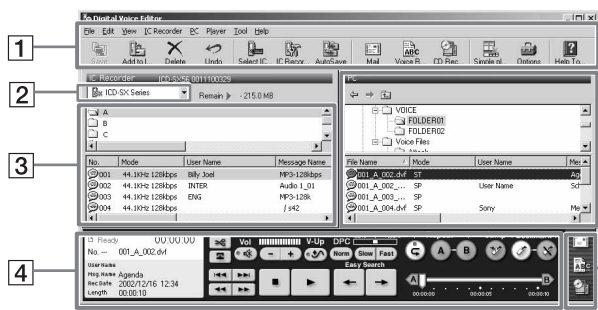 Digital Voice Editor
File Edit View IC Recorder PC Player Tool Help
1
Save Add to I... Delete Undo Select IC... IC Recor... AutoSave Mail Voice R... CD Rec... Simple pl... Options Help To...
IC Recorder ICD-SX56 0011100329
PC
2
ICD-SX Series
Remain - 215.0 MB
A
B
C
VOICE
FOLDER01
FOLDER02
Voice Files
3
No. Mode User Name Message Name
001 44.1KHz 128kbps Billy Joel MP3-128kbps
002 44.1KHz 128kbps INTER Audio 1_01
003 44.1KHz 128kbps ENG MP3-128k
004 44.1KHz 128kbps / s42
File Name Mode User Name Mes
001_A_002.dvf ST Ag
001_A_002_... SP User Name Sch
001_A_003_... SP
001_A_004.dvf SP Sony Me
4
Ready 00:00:00
No. --- 001_A_002.dvf
User Name
Msg. Name Agenda
Rec Date 2002/12/16 12:34
Length 00:00:10
Vol V-Up DPC
- + Norm Slow Fast
Easy Search
A - B
A B
00:00:00 00:00:05 00:00:10
ABC